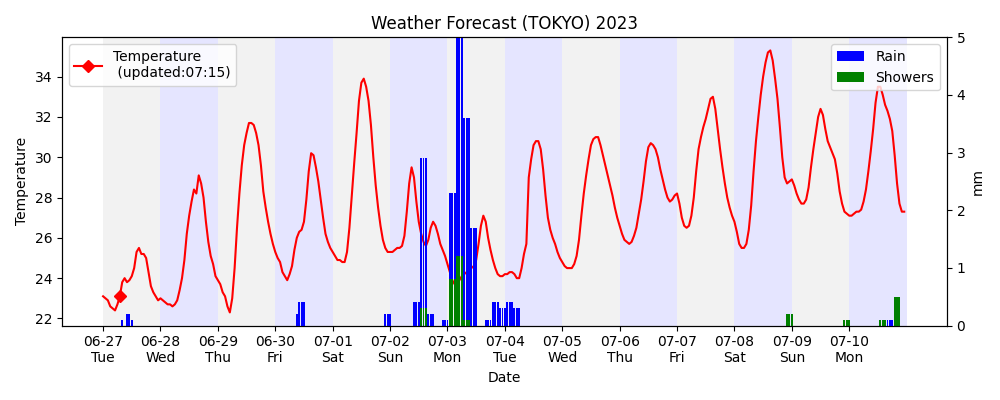 Weather Forecast (TOKYO) 2023
Temperature
(updated:07:15)
Rain
Showers
Temperature
34
32
30
28
26
24
22
5
4
3
2
1
0
mm
06-27 06-28 06-29 06-30 07-01 07-02 07-03 07-04 07-05 07-06 07-07 07-08 07-09 07-10
Tue Wed Thu Fri Sat Sun Mon Tue Wed Thu Fri Sat Sun Mon
Date